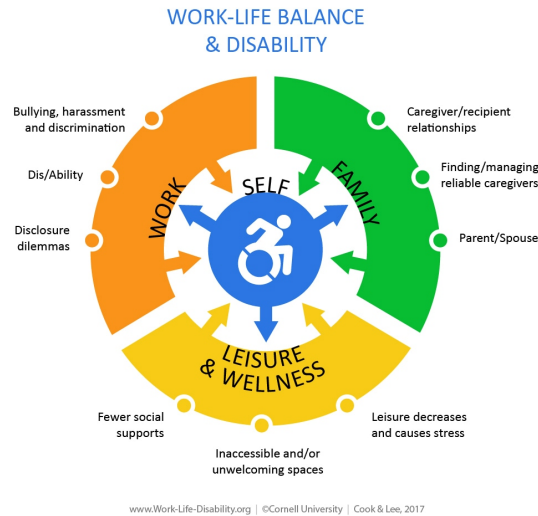 WORK-LIFE BALANCE
& DISABILITY
Bullying, harassment
and discrimination
Dis/Ability
Disclosure
dilemmas
WORK
SELF
FAMILY
Caregiver/recipient
relationships
Finding/managing
reliable caregivers
Parent/Spouse
LEISURE
& WELLNESS
Fewer social
supports
Inaccessible and/or
unwelcoming spaces
Leisure decreases
and causes stress
www.Work-Life-Disability.org | ©Cornell University | Cook & Lee, 2017